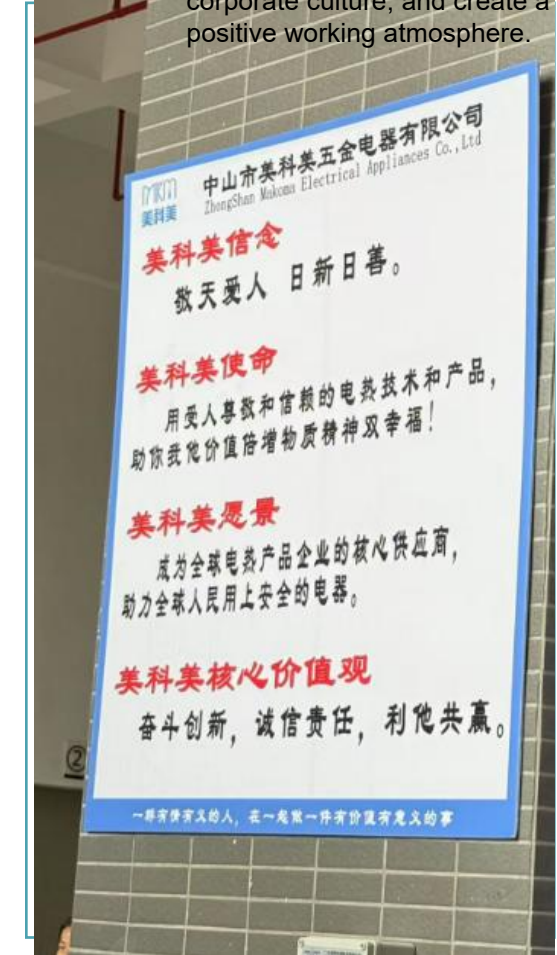 corporate culture, and create a
positive working atmosphere.
MKM
美科美
中山市美科美五金电器有限公司
ZhongShan Makoma Electrical Appliances Co.,Ltd
美科美信念
敬天爱人 日新日善。
美科美使命
用受人尊敬和信赖的电热技术和产品，
助你我他价值倍增物质精神双幸福！
美科美愿景
成为全球电热产品企业的核心供应商，
助力全球人民用上安全的电器。
美科美核心价值观
奋斗创新，诚信责任，利他共赢。
一群有情有义的人，在一起做一件有价值有意义的事
②